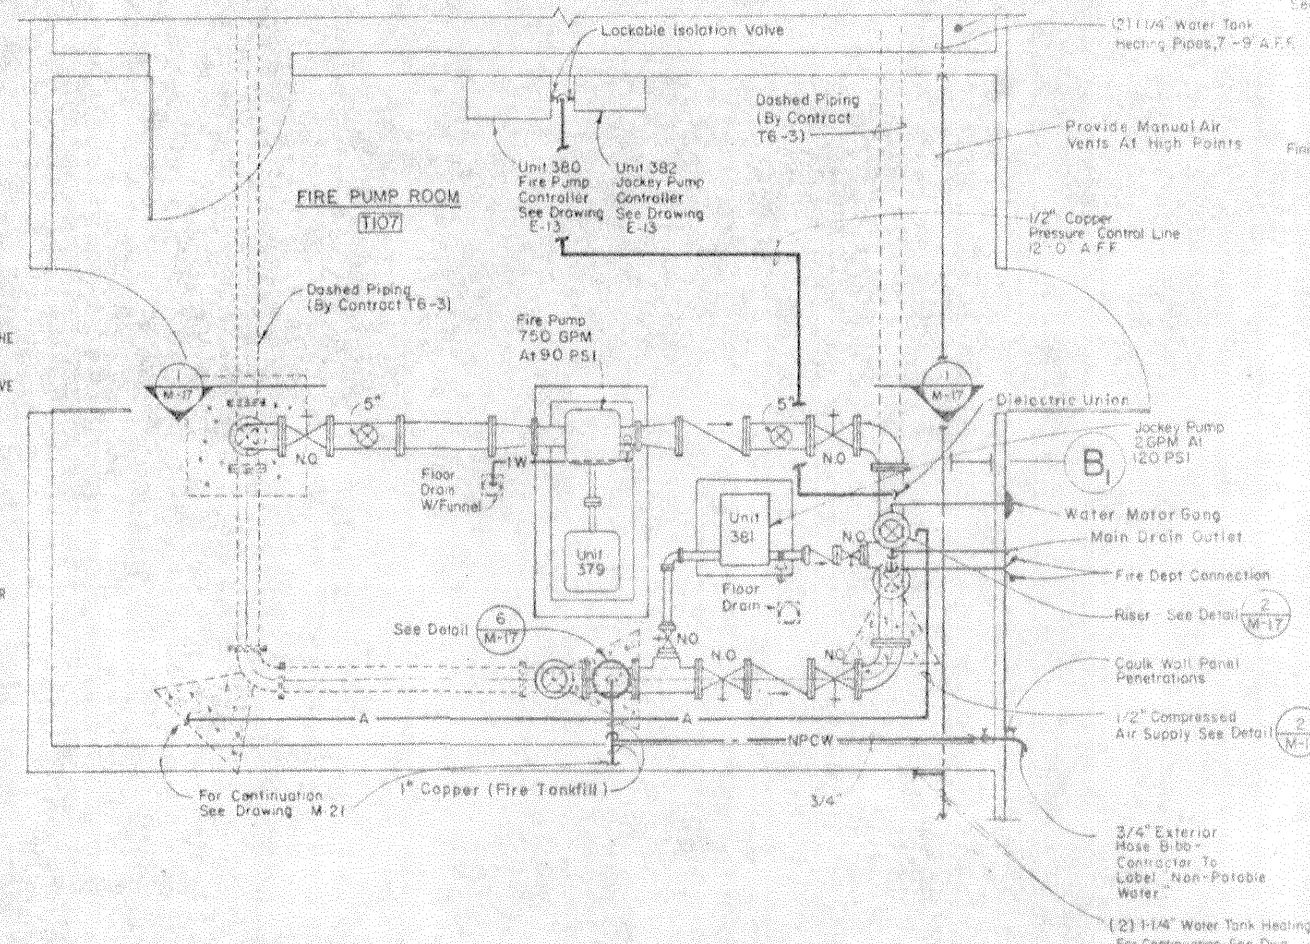 Lockable Isolation Valve
(2) 1-1/4" Water Tank
Heating Pipes, 7'-9" A.F.F.
Dashed Piping
(By Contract
T6-3)
Provide Manual Air
Vents At High Points
Unit 380
Fire Pump
Controller
See Drawing
E-13
Unit 382
Jockey Pump
Controller
See Drawing
E-13
FIRE PUMP ROOM
T107
1/2" Copper
Pressure Control Line
12'-0" A.F.F.
Dashed Piping
(By Contract T6-3)
HE
VE
R
Fire Pump
750 GPM
At 90 PSI
1
M-17
1
M-17
5"
5"
Dielectric Union
Jockey Pump
2GPM At
120 PSI
B1
N.O.
N.O.
IW
Floor
Drain
W/Funnel
Unit
381
Unit
379
N.O.
Water Motor Gong
Main Drain Outlet
Fire Dept Connection
Floor
Drain
Riser See Detail 2
M-17
See Detail 6
M-17
N.O.
N.O.
N.O.
Caulk Wall Panel
Penetrations
A
A
1/2" Compressed
Air Supply See Detail 2
NPCW
For Continuation
See Drawing M-21
1" Copper (Fire Tankfill)
3/4"
3/4" Exterior
Hose Bibb-
Contractor To
Label "Non-Potable
Water"
(2) 1-1/4" Water Tank Heating